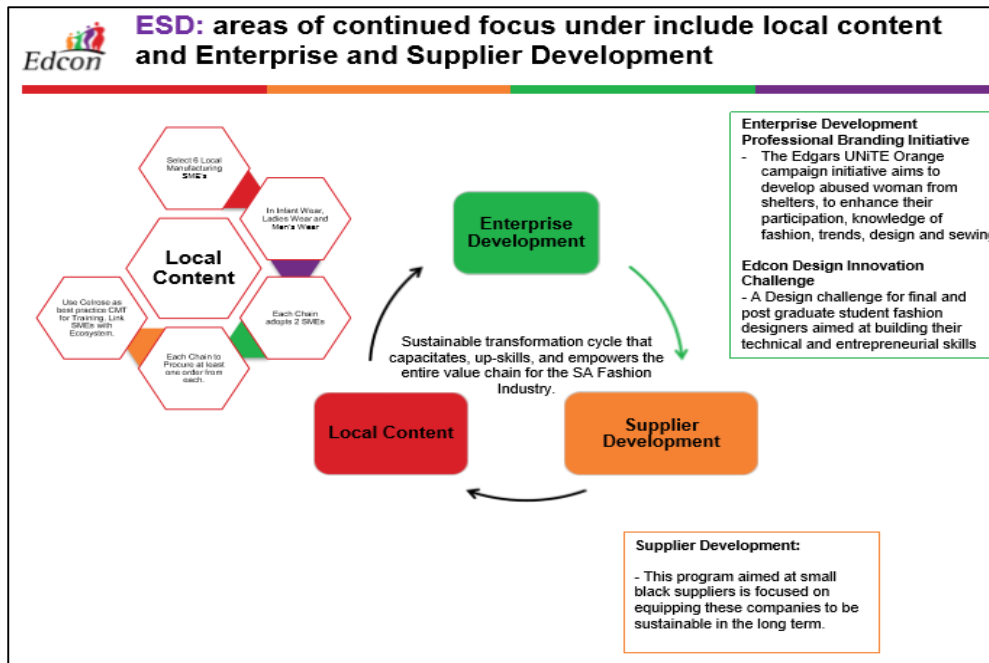 Edcon
ESD: areas of continued focus under include local content
and Enterprise and Supplier Development
Select 6 Local
Manufacturing
SME's
In Infant Wear,
Ladies Wear and
Men's Wear
Local
Content
Each Chain
adopts 2 SMEs
Each Chain to
Procure at least
one order from
each.
Use Celrose as
best practice CMT
for Training. Link
SMEs with
Ecosystem.
Enterprise
Development
Sustainable transformation cycle that
capacitates, up-skills, and empowers the
entire value chain for the SA Fashion
Industry.
Local Content
Supplier
Development
Enterprise Development
Professional Branding Initiative
- The Edgars UNiTE Orange
campaign initiative aims to
develop abused woman from
shelters, to enhance their
participation, knowledge of
fashion, trends, design and sewing
Edcon Design Innovation
Challenge
- A Design challenge for final and
post graduate student fashion
designers aimed at building their
technical and entrepreneurial skills
Supplier Development:
- This program aimed at small
black suppliers is focused on
equipping these companies to be
sustainable in the long term.